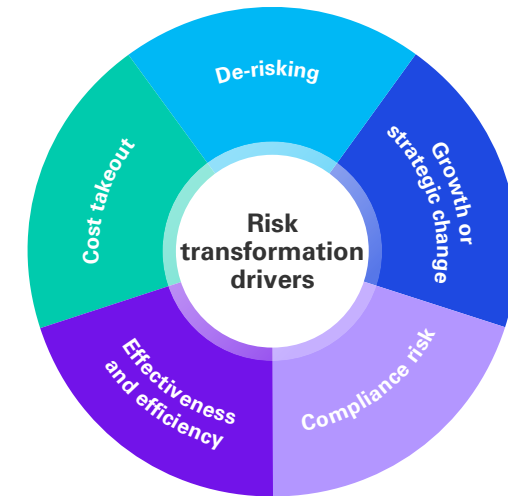 De-risking
Growth or
strategic change
Compliance risk
Effectiveness
and efficiency
Cost takeout
Risk
transformation
drivers